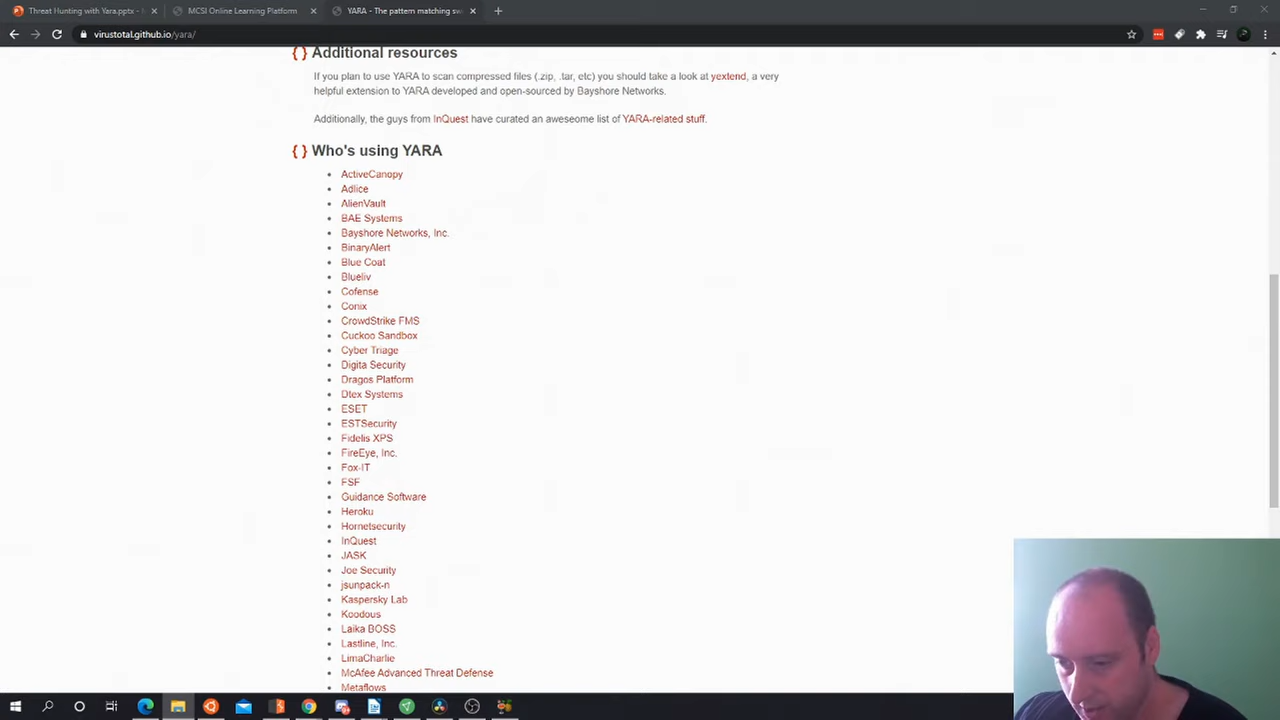 Threat Hunting with Yara.pptx -
MCSI Online Learning Platform
YARA - The pattern matching sw
virustotal.github.io/yara/
{ } Additional resources
If you plan to use YARA to scan compressed files (.zip, .tar, etc) you should take a look at yextend, a very
helpful extension to YARA developed and open-sourced by Bayshore Networks.
Additionally, the guys from InQuest have curated an aweseome list of YARA-related stuff.
{ } Who's using YARA
ActiveCanopy
Adlice
AlienVault
BAE Systems
Bayshore Networks, Inc.
BinaryAlert
Blue Coat
Blueliv
Cofense
Conix
CrowdStrike FMS
Cuckoo Sandbox
Cyber Triage
Digita Security
Dragos Platform
Dtex Systems
ESET
ESTSecurity
Fidelis XPS
FireEye, Inc.
Fox-IT
FSF
Guidance Software
Heroku
Hornetsecurity
InQuest
JASK
Joe Security
jsunpack-n
Kaspersky Lab
Koodous
Laika BOSS
Lastline, Inc.
LimaCharlie
McAfee Advanced Threat Defense
Metaflows